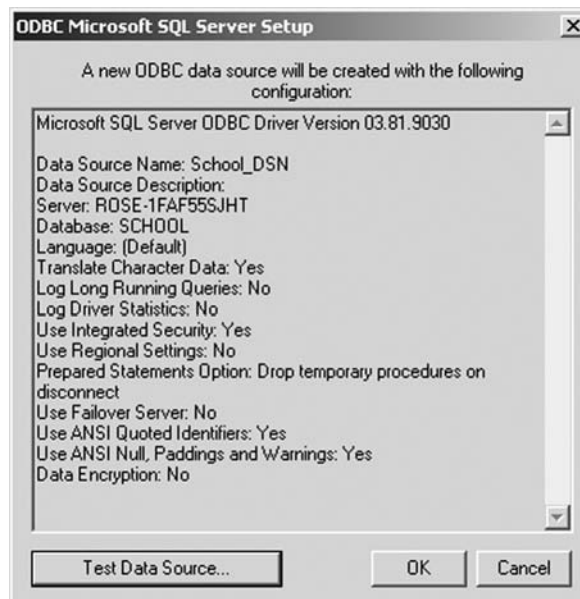 ODBC Microsoft SQL Server Setup
A new ODBC data source will be created with the following
configuration:
Microsoft SQL Server ODBC Driver Version 03.81.9030
Data Source Name: School_DSN
Data Source Description:
Server: ROSE-1FAF55SJHT
Database: SCHOOL
Language: (Default)
Translate Character Data: Yes
Log Long Running Queries: No
Log Driver Statistics: No
Use Integrated Security: Yes
Use Regional Settings: No
Prepared Statements Option: Drop temporary procedures on
disconnect
Use Failover Server: No
Use ANSI Quoted Identifiers: Yes
Use ANSI Null, Paddings and Warnings: Yes
Data Encryption: No
Test Data Source...
OK
Cancel